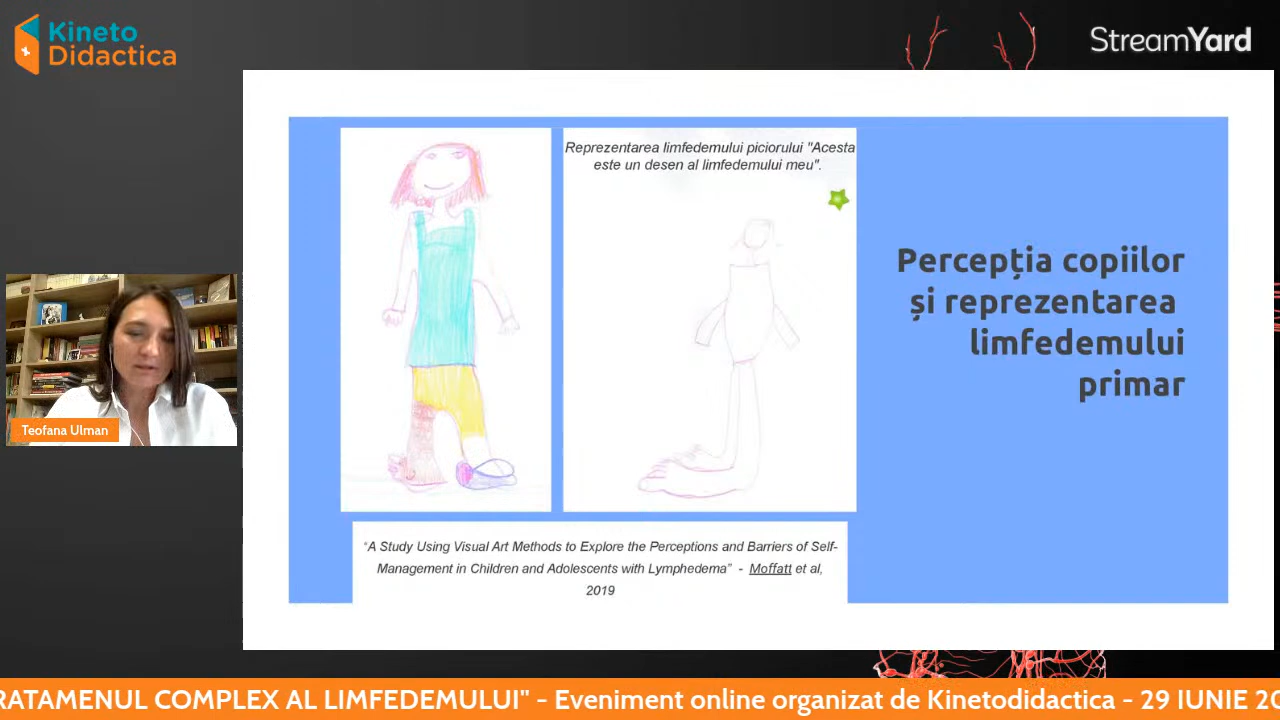 Kineto
Didactica
StreamYard
Reprezentarea limfedemului piciorului "Acesta
este un desen al limfedemului meu".
Percepția copiilor
și reprezentarea
limfedemului
primar
Teofana Ulman
"A Study Using Visual Art Methods to Explore the Perceptions and Barriers of Self-
Management in Children and Adolescents with Lymphedema" - Moffatt et al,
2019
RATAMENUL COMPLEX AL LIMFEDEMULUI" - Eveniment online organizat de Kinetodidactica - 29 IUNIE 20